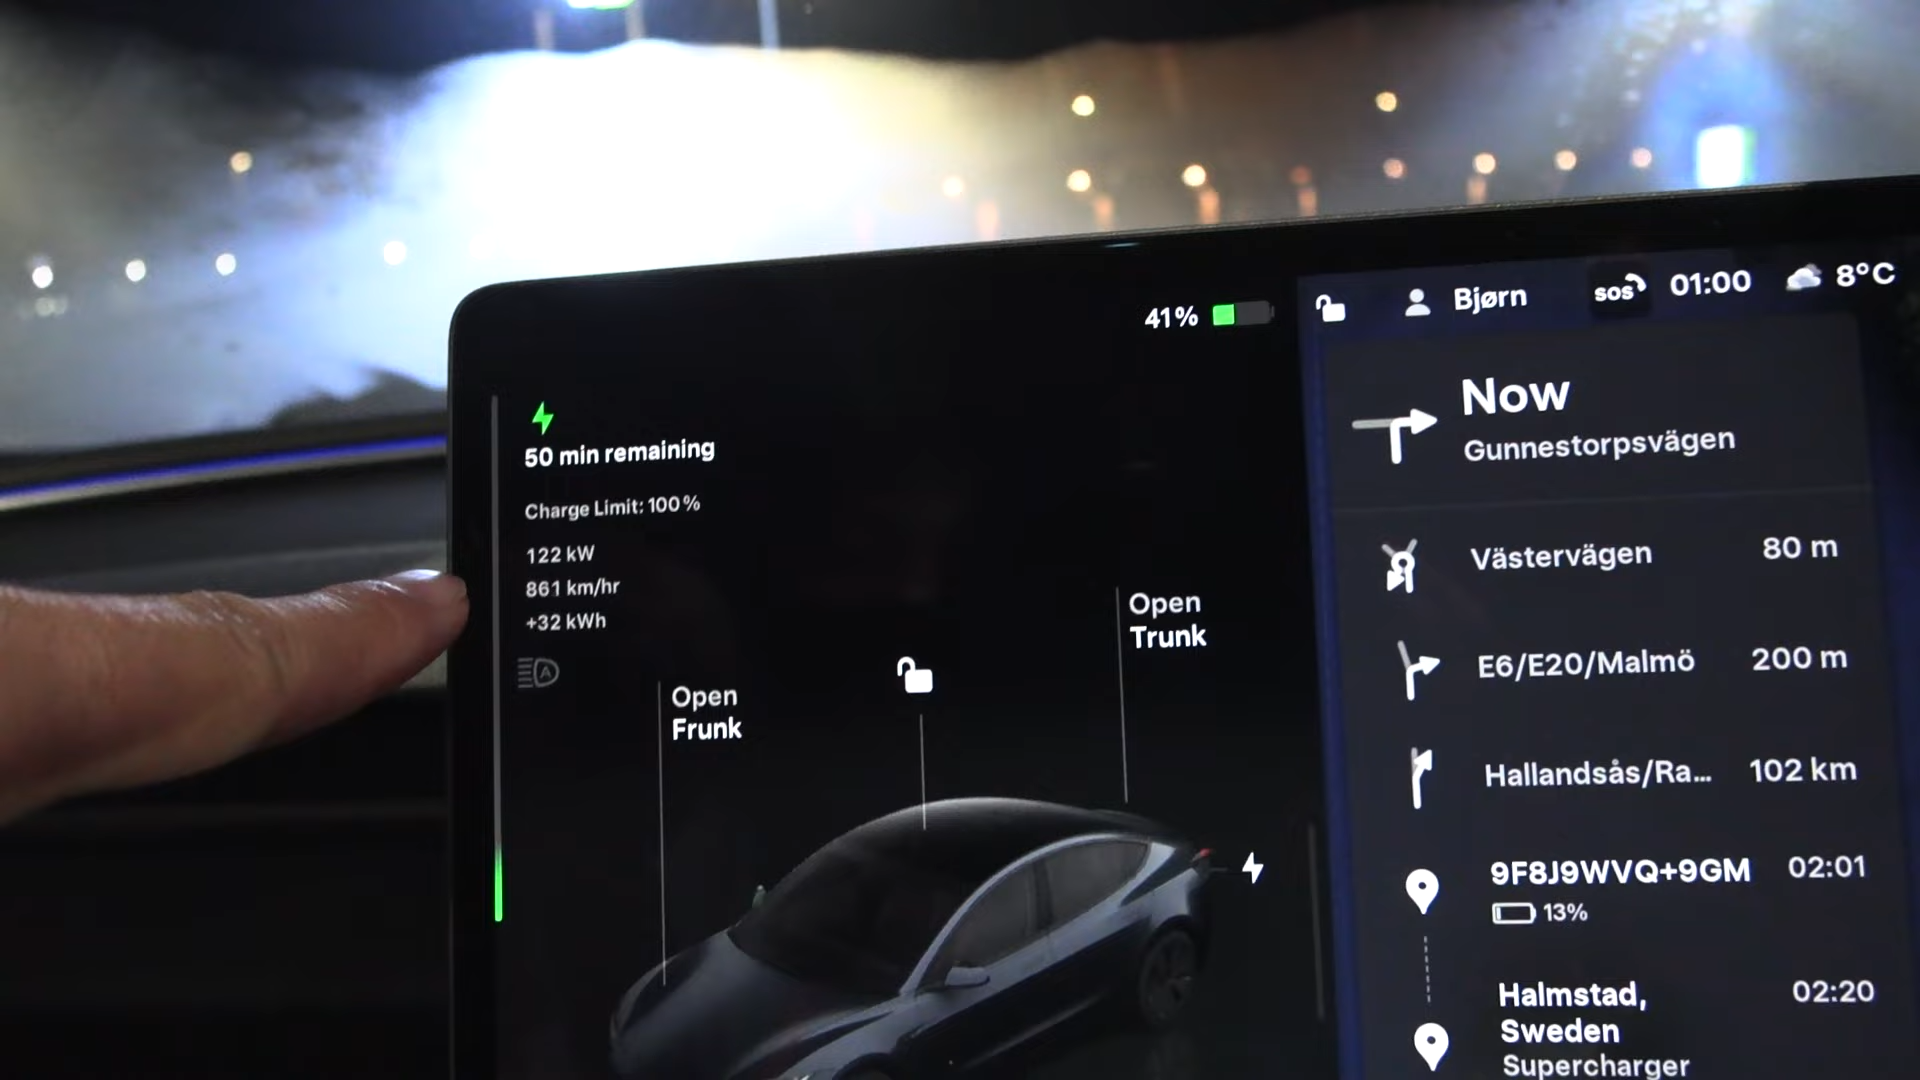 41%
Bjørn
SOS
01:00
8°C
50 min remaining
Charge Limit: 100%
122 kW
861 km/hr
+32 kWh
A
Open
Frunk
Open
Trunk
Now
Gunnestorpsvägen
Västervägen 80 m
E6/E20/Malmö 200 m
Hallandsås/Ra... 102 km
9F8J9WVQ+9GM 02:01
13%
Halmstad, 02:20
Sweden
Supercharger